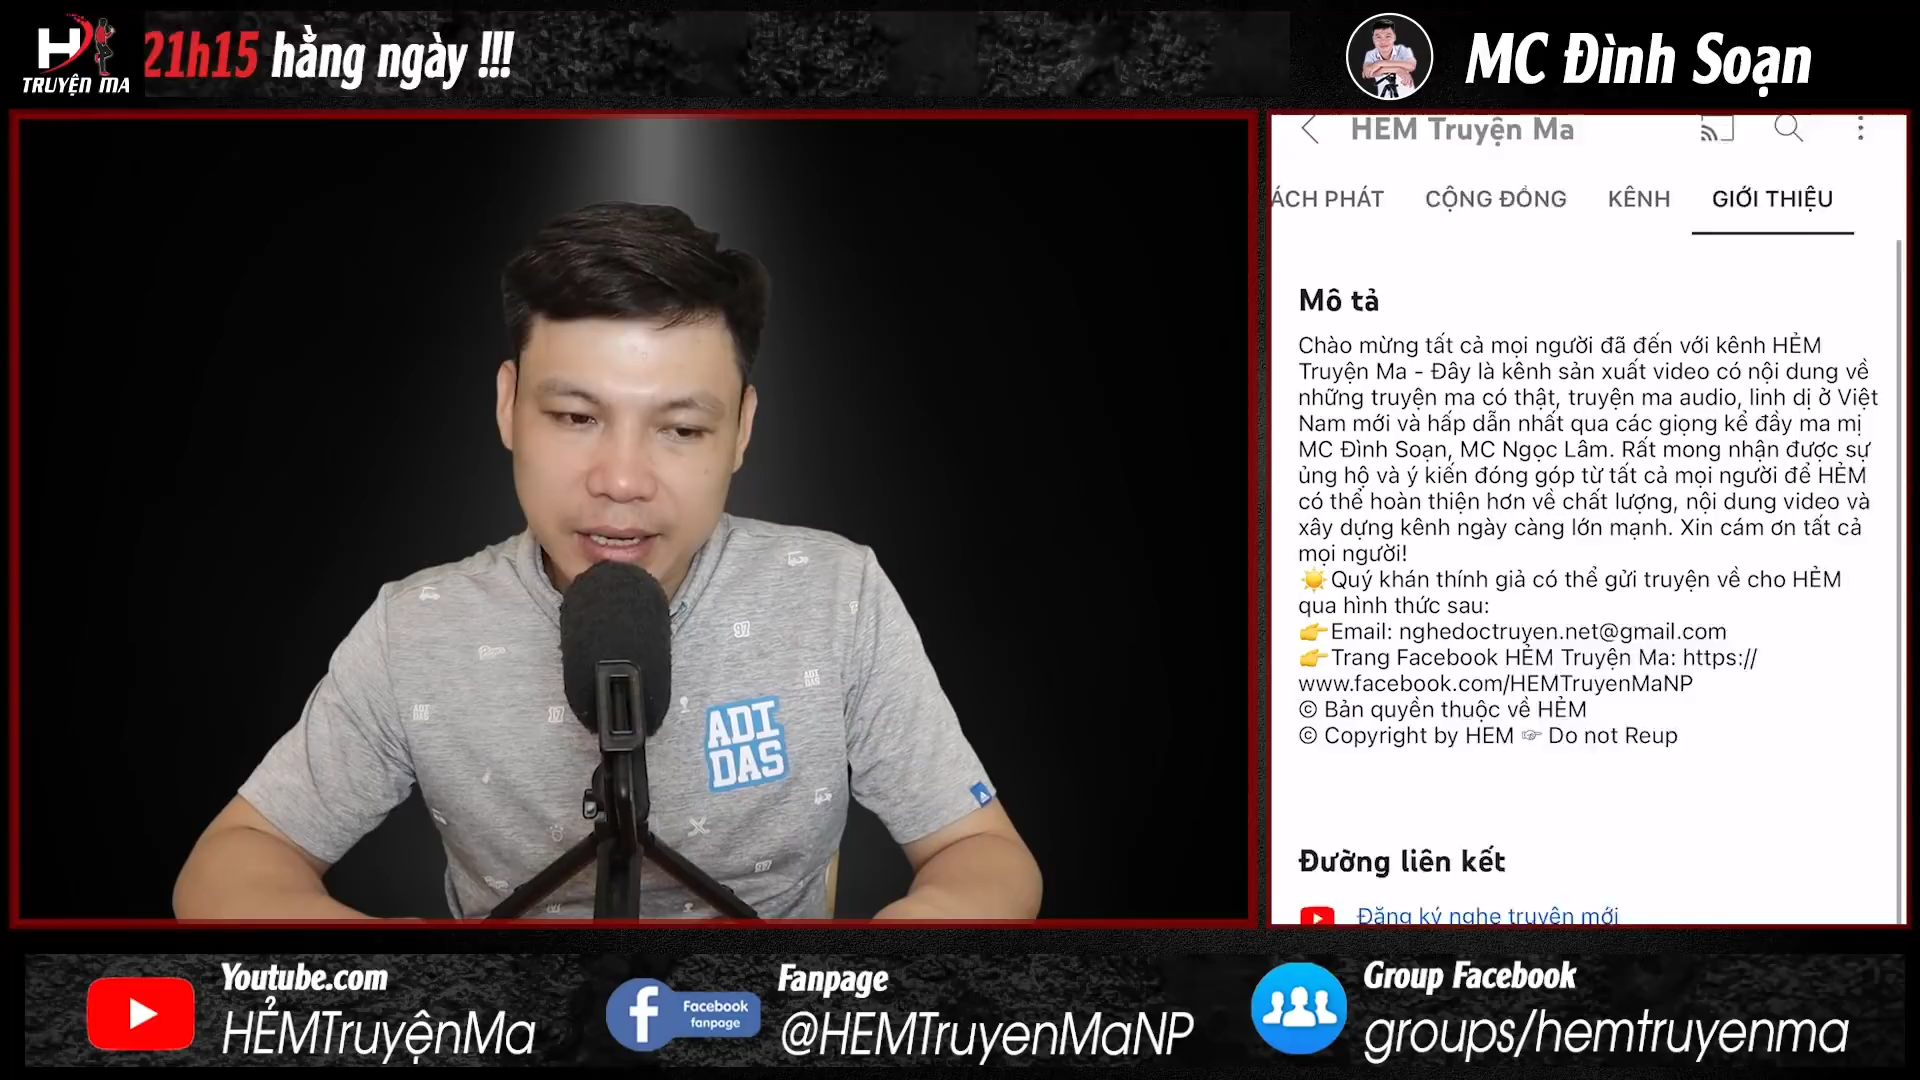 H
TRUYỆN MA
21h15 hằng ngày !!!
MC Đình Soạn
HEM Truyện Ma
ÁCH PHÁT
CỘNG ĐỒNG
KÊNH
GIỚI THIỆU
Mô tả
Chào mừng tất cả mọi người đã đến với kênh HẺM
Truyện Ma - Đây là kênh sản xuất video có nội dung về
những truyện ma có thật, truyện ma audio, linh dị ở Việt
Nam mới và hấp dẫn nhất qua các giọng kể đầy ma mị
MC Đình Soạn, MC Ngọc Lâm. Rất mong nhận được sự
ủng hộ và ý kiến đóng góp từ tất cả mọi người để HẺM
có thể hoàn thiện hơn về chất lượng, nội dung video và
xây dựng kênh ngày càng lớn mạnh. Xin cám ơn tất cả
mọi người!
☀️Quý khán thính giả có thể gửi truyện về cho HẺM
qua hình thức sau:
👉Email: nghedoctruyen.net@gmail.com
👉Trang Facebook HẺM Truyện Ma: https://
www.facebook.com/HEMTruyenMaNP
© Bản quyền thuộc về HẺM
© Copyright by HEM ☞ Do not Reup
Đường liên kết
Đăng ký nghe truyện mới
ADI
DAS
97
17
ADI
DAS
97
Youtube.com
HẺMTruyệnMa
Facebook
fanpage
Fanpage
@HEMTruyenMaNP
Group Facebook
groups/hemtruyenma